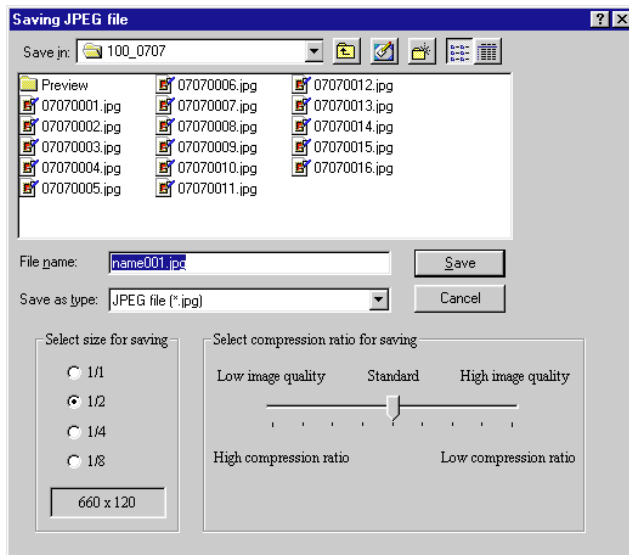 Saving JPEG file
Save in: 100_0707
Preview
07070001.jpg
07070002.jpg
07070003.jpg
07070004.jpg
07070005.jpg
07070006.jpg
07070007.jpg
07070008.jpg
07070009.jpg
07070010.jpg
07070011.jpg
07070012.jpg
07070013.jpg
07070014.jpg
07070015.jpg
07070016.jpg
File name: name001.jpg
Save
Save as type: JPEG file (*.jpg)
Cancel
Select size for saving
1/1
1/2
1/4
1/8
660 x 120
Select compression ratio for saving
Low image quality Standard High image quality
High compression ratio Low compression ratio